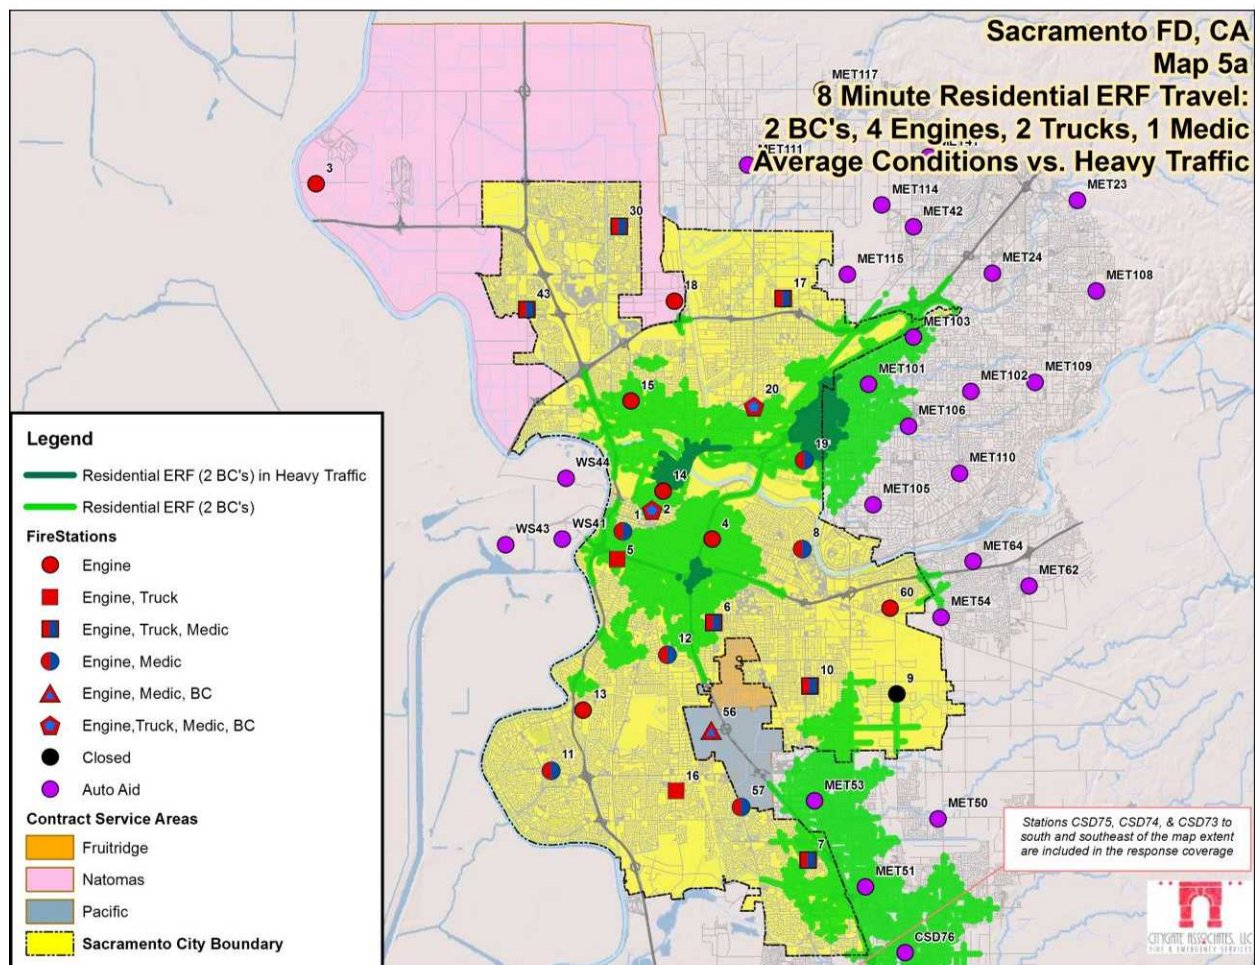 Sacramento FD, CA
Map 5a
8 Minute Residential ERF Travel:
2 BC's, 4 Engines, 2 Trucks, 1 Medic
Average Conditions vs. Heavy Traffic
MET117
MET111
MET23
MET114
MET42
MET24
MET115
MET108
MET103
MET101
MET102
MET109
MET106
MET110
MET105
MET64
MET62
MET54
MET53
MET50
MET51
CSD76
WS44
WS43
WS41
3
30
43
18
17
15
20
19
14
2
1
5
4
8
60
6
12
10
9
13
56
11
16
57
7
Legend
Residential ERF (2 BC's) in Heavy Traffic
Residential ERF (2 BC's)
FireStations
Engine
Engine, Truck
Engine, Truck, Medic
Engine, Medic
Engine, Medic, BC
Engine,Truck, Medic, BC
Closed
Auto Aid
Contract Service Areas
Fruitridge
Natomas
Pacific
Sacramento City Boundary
Stations CSD75, CSD74, & CSD73 to
south and southeast of the map extent
are included in the response coverage
CITYGATE ASSOCIATES, LLC
FIRE & EMERGENCY SERVICES